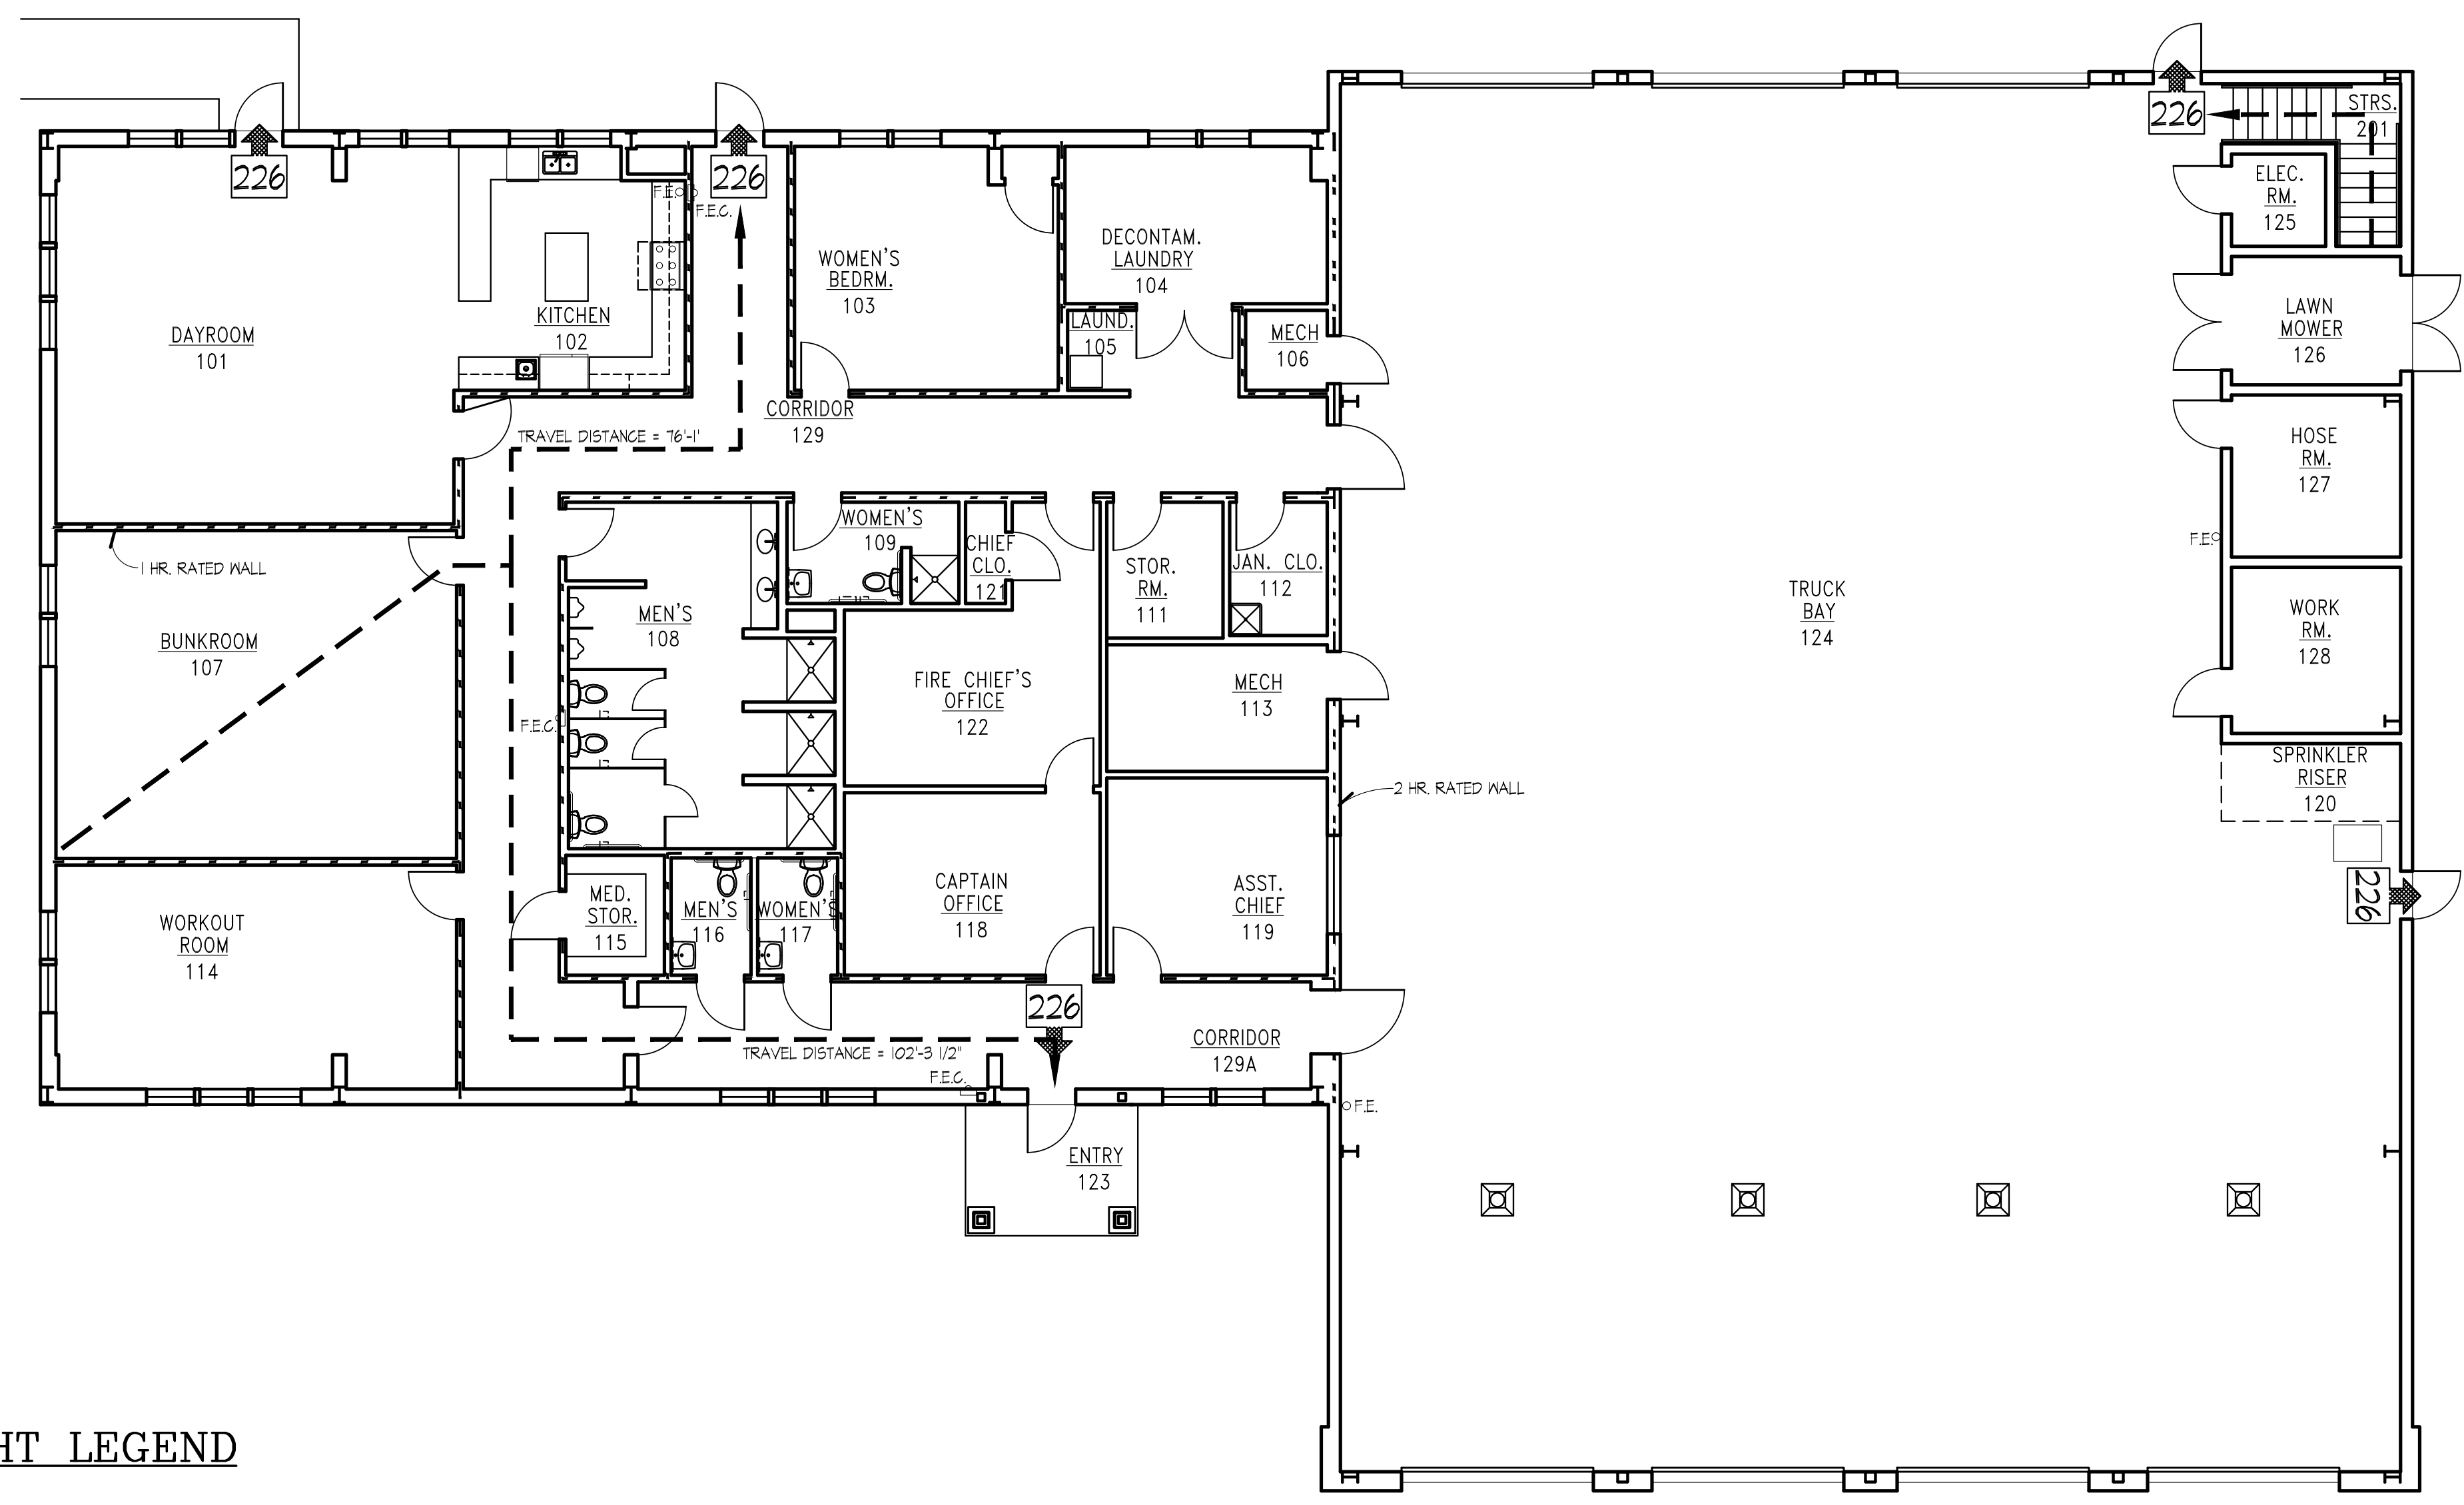 226
226
226
STRS.
201
F.E.
F.E.C.
ELEC.
RM.
125
DAYROOM
101
KITCHEN
102
WOMEN'S
BEDRM.
103
DECONTAM.
LAUNDRY
104
LAUND.
105
MECH
106
LAWN
MOWER
126
CORRIDOR
129
TRAVEL DISTANCE = 76'-1'
HOSE
RM.
127
F.E.
1 HR. RATED WALL
WOMEN'S
109
CHIEF
CLO.
121
STOR.
RM.
111
JAN. CLO.
112
TRUCK
BAY
124
WORK
RM.
128
BUNKROOM
107
MEN'S
108
F.E.C.
FIRE CHIEF'S
OFFICE
122
MECH
113
2 HR. RATED WALL
SPRINKLER
RISER
120
226
WORKOUT
ROOM
114
MED.
STOR.
115
MEN'S
116
WOMEN'S
117
CAPTAIN
OFFICE
118
ASST.
CHIEF
119
226
TRAVEL DISTANCE = 102'-3 1/2"
F.E.C.
CORRIDOR
129A
F.E.
ENTRY
123
HT LEGEND